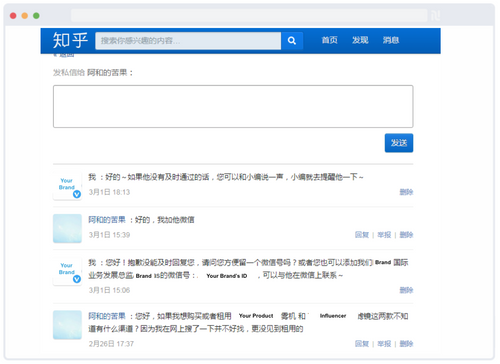 知乎 搜索你感兴趣的内容... 首页 发现 消息
« 返回
发私信给 阿和的苦果：
发送
Your
Brand
我 ：好的～如果他没有及时通过的话，您可以和小编说一声，小编就去提醒他一下～
3月1日 18:13 删除
阿和的苦果 ：好的，我加他微信
3月1日 15:39 回复 | 举报 | 删除
Your
Brand
我 ：您好！抱歉没能及时回复您，请问您方便留一个微信号吗？或者您也可以添加我们 Brand 国际
业务发展总监 Brand IS的微信号： Your Brand's ID ，可以与他在微信上联系～
3月1日 15:06 删除
阿和的苦果 ：您好，如果我想购买或者租用 Your Product 雾机 和 Influencer 虑镜这两款不知
道有什么渠道？因为我在网上搜了一下并不好找，更没见到租用的
2月26日 17:37 回复 | 举报 | 删除